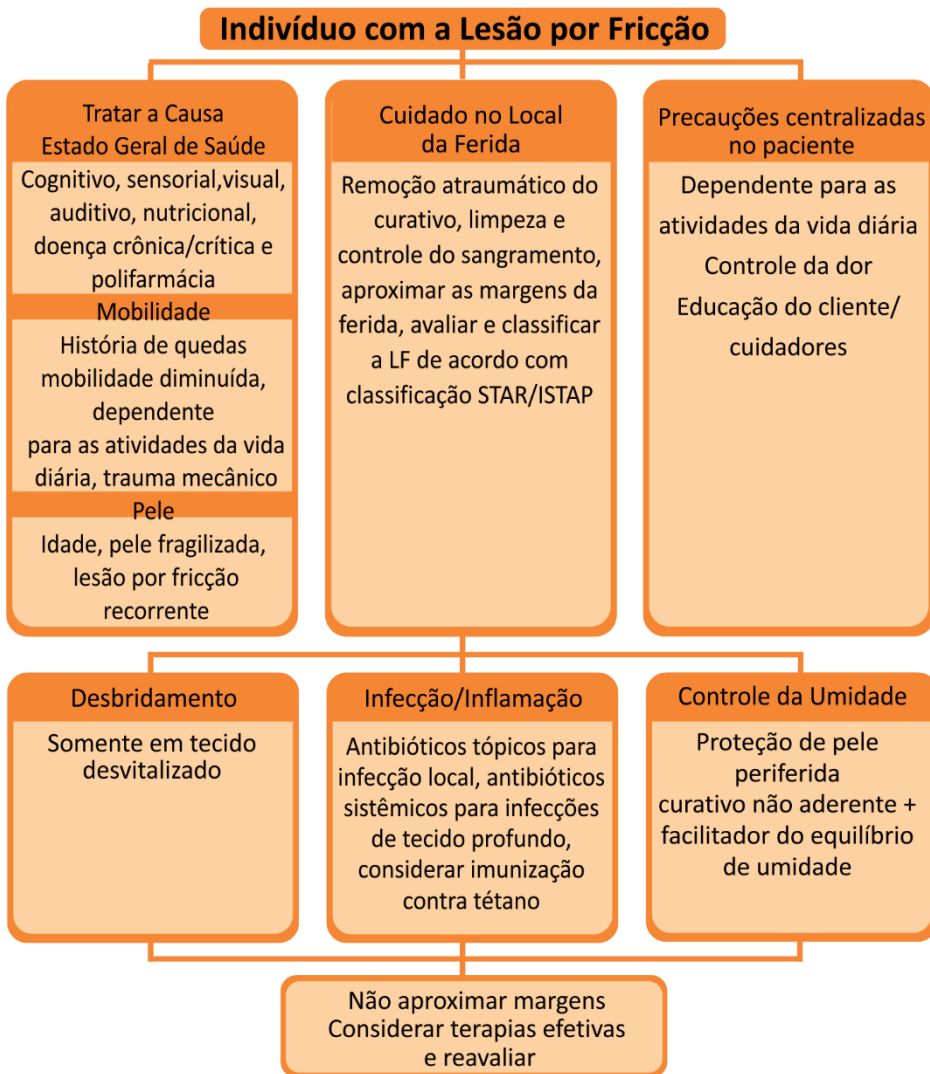 Indivíduo com a Lesão por Fricção
Tratar a Causa
Estado Geral de Saúde
Cognitivo, sensorial,visual,
auditivo, nutricional,
doença crônica/crítica e
polifarmácia
Mobilidade
História de quedas
mobilidade diminuída,
dependente
para as atividades da vida
diária, trauma mecânico
Pele
Idade, pele fragilizada,
lesão por fricção
recorrente
Cuidado no Local
da Ferida
Remoção atraumático do
curativo, limpeza e
controle do sangramento,
aproximar as margens da
ferida, avaliar e classificar
a LF de acordo com
classificação STAR/ISTAP
Precauções centralizadas
no paciente
Dependente para as
atividades da vida diária
Controle da dor
Educação do cliente/
cuidadores
Desbridamento
Somente em tecido
desvitalizado
Infecção/Inflamação
Antibióticos tópicos para
infecção local, antibióticos
sistêmicos para infecções
de tecido profundo,
considerar imunização
contra tétano
Controle da Umidade
Proteção de pele
periferida
curativo não aderente +
facilitador do equilíbrio
de umidade
Não aproximar margens
Considerar terapias efetivas
e reavaliar